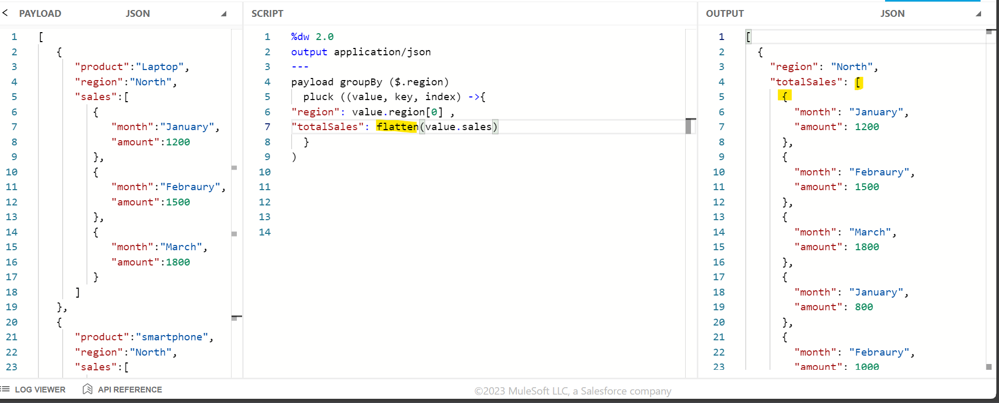 PAYLOAD JSON
1 [
2 {
3 "product":"Laptop",
4 "region":"North",
5 "sales":[
6 {
7 "month":"January",
8 "amount":1200
9 },
10 {
11 "month":"Febraury",
12 "amount":1500
13 },
14 {
15 "month":"March",
16 "amount":1800
17 }
18 ]
19 },
20 {
21 "product":"smartphone",
22 "region":"North",
23 "sales":[
SCRIPT
1 %dw 2.0
2 output application/json
3 ---
4 payload groupBy ($.region)
5 pluck ((value, key, index) ->{
6 "region": value.region[0] ,
7 "totalSales": flatten(value.sales)
8 }
9 )
10
11
12
13
14
OUTPUT JSON
1 [
2 {
3 "region": "North",
4 "totalSales": [
5 {
6 "month": "January",
7 "amount": 1200
8 },
9 {
10 "month": "Febraury",
11 "amount": 1500
12 },
13 {
14 "month": "March",
15 "amount": 1800
16 },
17 {
18 "month": "January",
19 "amount": 800
20 },
21 {
22 "month": "Febraury",
23 "amount": 1000
LOG VIEWER API REFERENCE
©2023 MuleSoft LLC, a Salesforce company